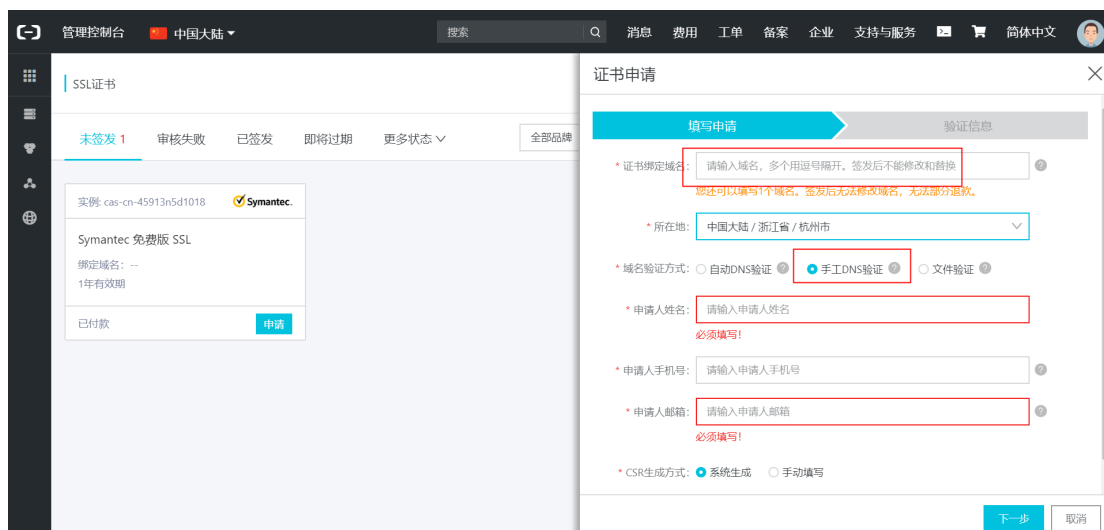 管理控制台 中国大陆 搜索 消息 费用 工单 备案 企业 支持与服务 简体中文
SSL证书
未签发 1 审核失败 已签发 即将过期 更多状态 全部品牌
实例: cas-cn-45913n5d1018 Symantec.
Symantec 免费版 SSL
绑定域名: --
1年有效期
已付款 申请
证书申请
填写申请 验证信息
* 证书绑定域名: 请输入域名，多个用逗号隔开。签发后不能修改和替换
您还可以填写1个域名。签发后无法修改域名，无法部分退款。
* 所在地: 中国大陆 / 浙江省 / 杭州市
* 域名验证方式: 自动DNS验证 手工DNS验证 文件验证
* 申请人姓名: 请输入申请人姓名
必须填写!
* 申请人手机号: 请输入申请人手机号
* 申请人邮箱: 请输入申请人邮箱
必须填写!
* CSR生成方式: 系统生成 手动填写
下一步 取消